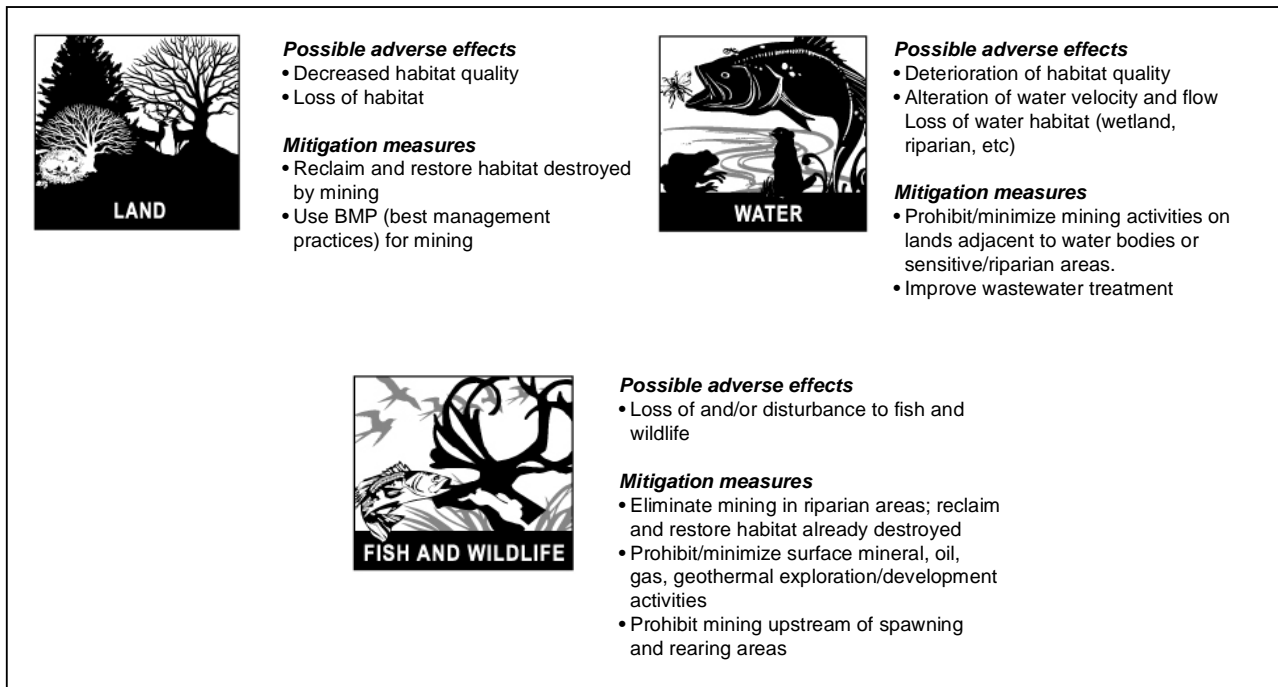 LAND
Possible adverse effects
• Decreased habitat quality
• Loss of habitat
Mitigation measures
• Reclaim and restore habitat destroyed
by mining
• Use BMP (best management
practices) for mining
WATER
Possible adverse effects
• Deterioration of habitat quality
• Alteration of water velocity and flow
Loss of water habitat (wetland,
riparian, etc)
Mitigation measures
• Prohibit/minimize mining activities on
lands adjacent to water bodies or
sensitive/riparian areas.
• Improve wastewater treatment
FISH AND WILDLIFE
Possible adverse effects
• Loss of and/or disturbance to fish and
wildlife
Mitigation measures
• Eliminate mining in riparian areas; reclaim
and restore habitat already destroyed
• Prohibit/minimize surface mineral, oil,
gas, geothermal exploration/development
activities
• Prohibit mining upstream of spawning
and rearing areas